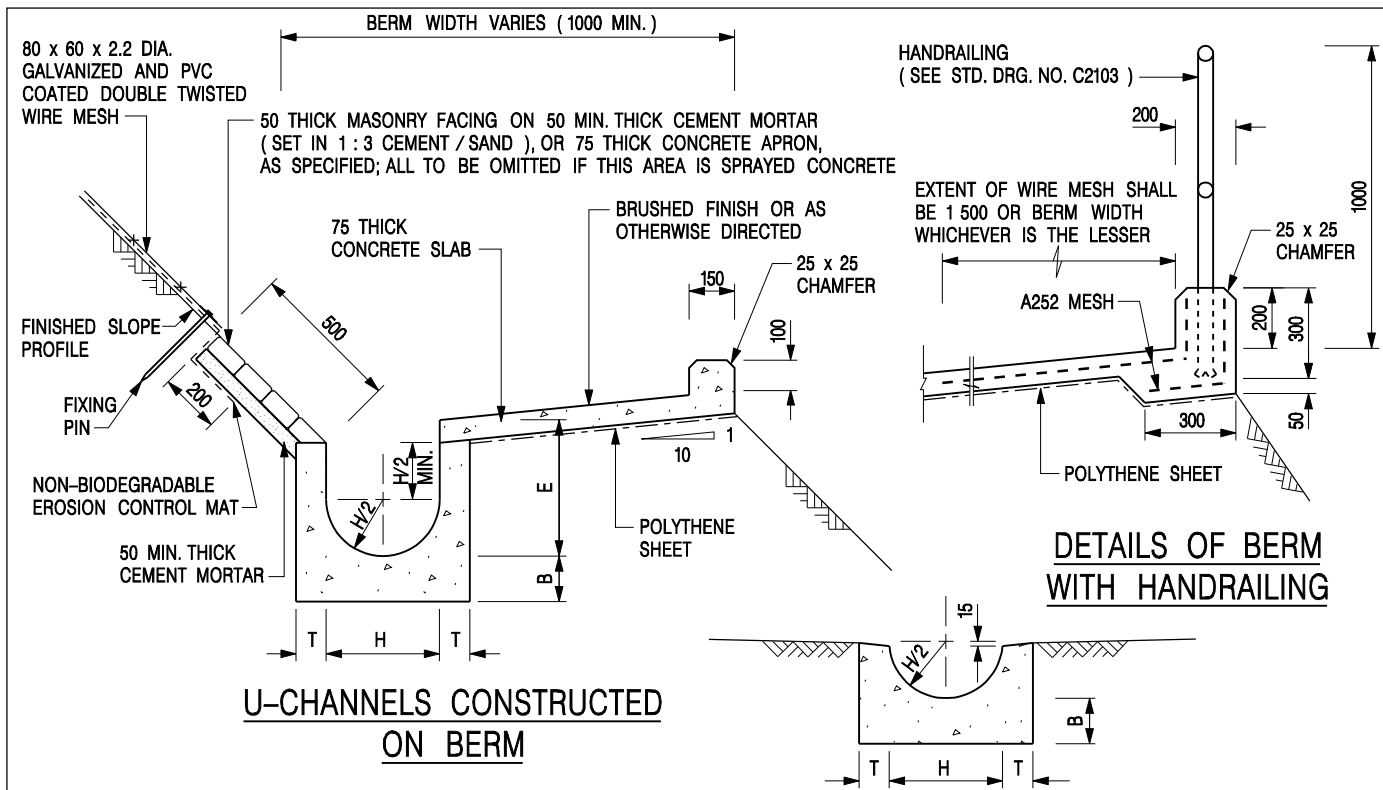 BERM WIDTH VARIES ( 1000 MIN. )
80 x 60 x 2.2 DIA.
GALVANIZED AND PVC
COATED DOUBLE TWISTED
WIRE MESH
50 THICK MASONRY FACING ON 50 MIN. THICK CEMENT MORTAR
( SET IN 1 : 3 CEMENT / SAND ), OR 75 THICK CONCRETE APRON,
AS SPECIFIED; ALL TO BE OMITTED IF THIS AREA IS SPRAYED CONCRETE
75 THICK
CONCRETE SLAB
BRUSHED FINISH OR AS
OTHERWISE DIRECTED
25 x 25
CHAMFER
150
100
500
FINISHED SLOPE
PROFILE
200
FIXING
PIN
H/2
MIN.
E
1
10
H/2
NON-BIODEGRADABLE
EROSION CONTROL MAT
POLYTHENE
SHEET
50 MIN. THICK
CEMENT MORTAR
B
T
H
T
U-CHANNELS CONSTRUCTED
ON BERM
HANDRAILING
( SEE STD. DRG. NO. C2103 )
200
1000
EXTENT OF WIRE MESH SHALL
BE 1 500 OR BERM WIDTH
WHICHEVER IS THE LESSER
25 x 25
CHAMFER
A252 MESH
200
300
50
300
POLYTHENE SHEET
DETAILS OF BERM
WITH HANDRAILING
15
H/2
B
T
H
T